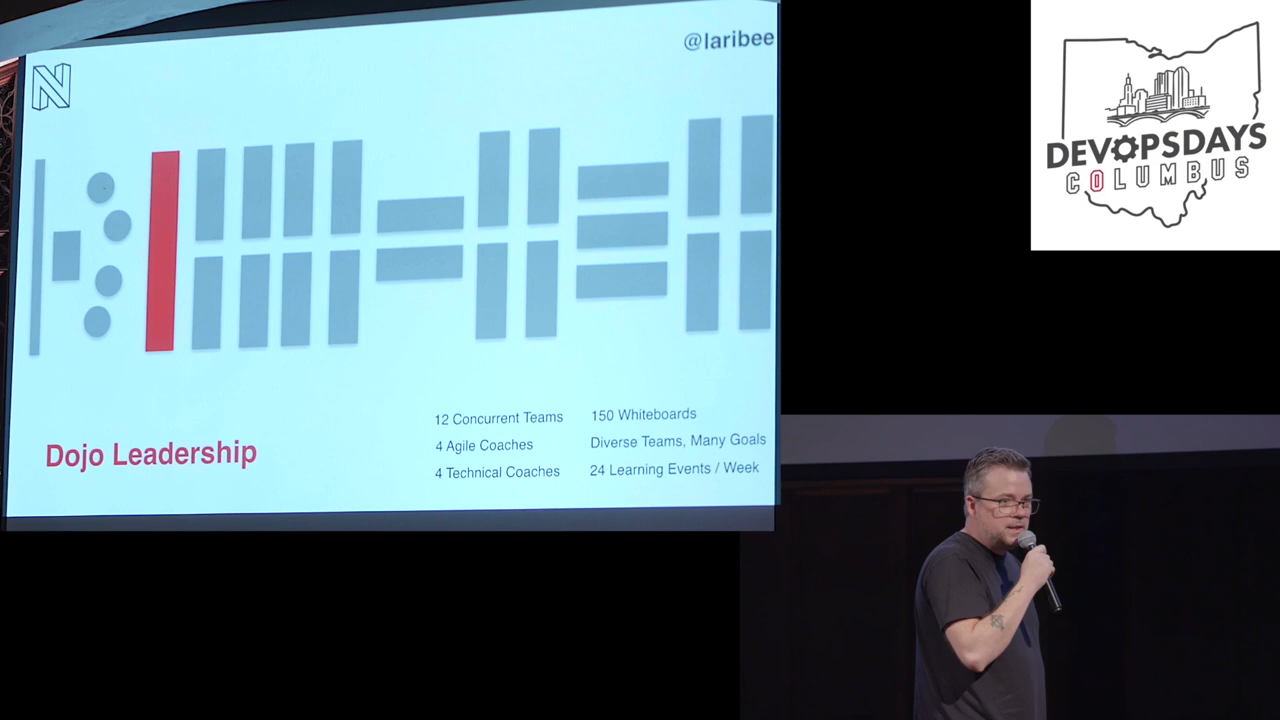 @laribee
N
Dojo Leadership
12 Concurrent Teams
4 Agile Coaches
4 Technical Coaches
150 Whiteboards
Diverse Teams, Many Goals
24 Learning Events / Week
DEVOPSDAYS
COLUMBUS